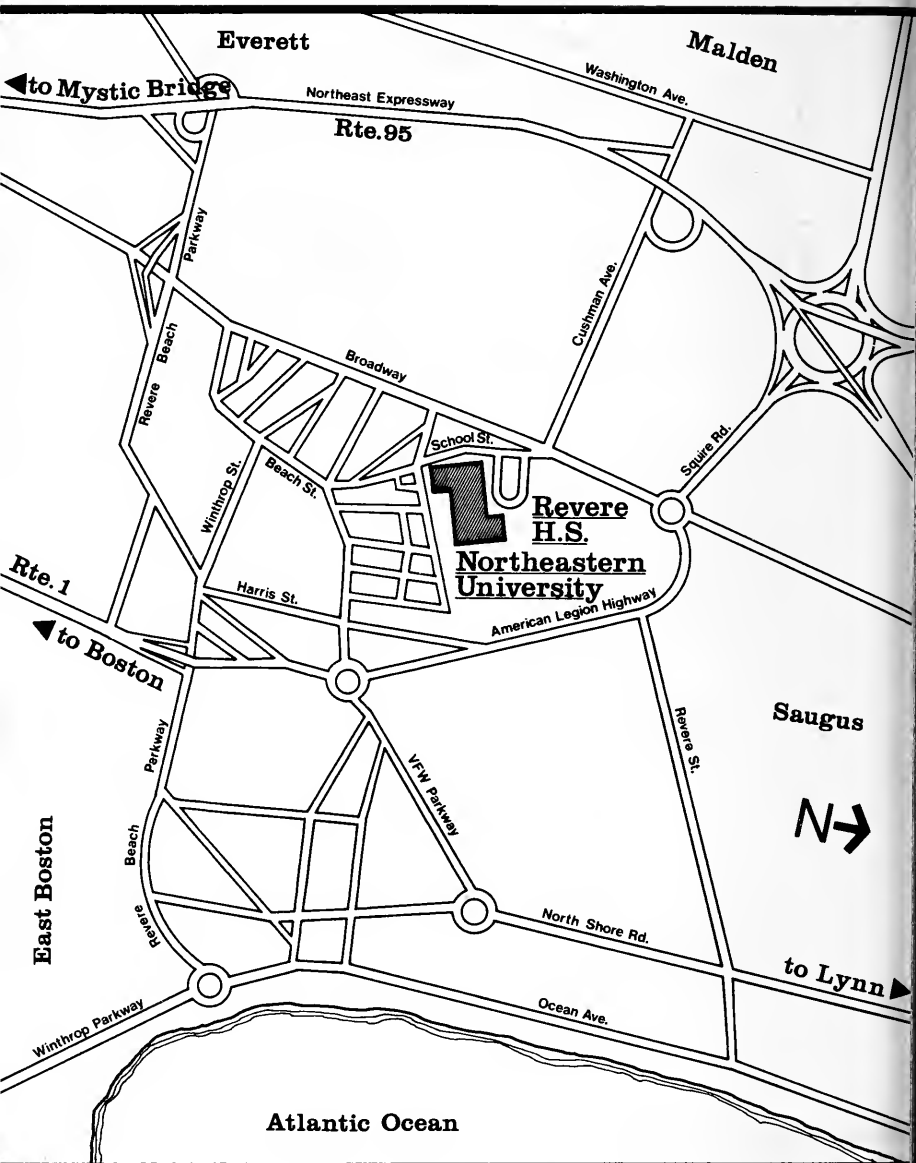 Everett
Malden
to Mystic Bridge
Washington Ave.
Northeast Expressway
Rte.95
Parkway
Cushman Ave.
Beach
Broadway
Revere
School St.
Squire Rd.
Winthrop St.
Beach St.
Revere
H.S.
Northeastern
University
Rte.1
Harris St.
American Legion Highway
to Boston
Revere St.
Saugus
Parkway
VFW Parkway
N
East Boston
Beach
Revere
North Shore Rd.
to Lynn
Winthrop Parkway
Ocean Ave.
Atlantic Ocean